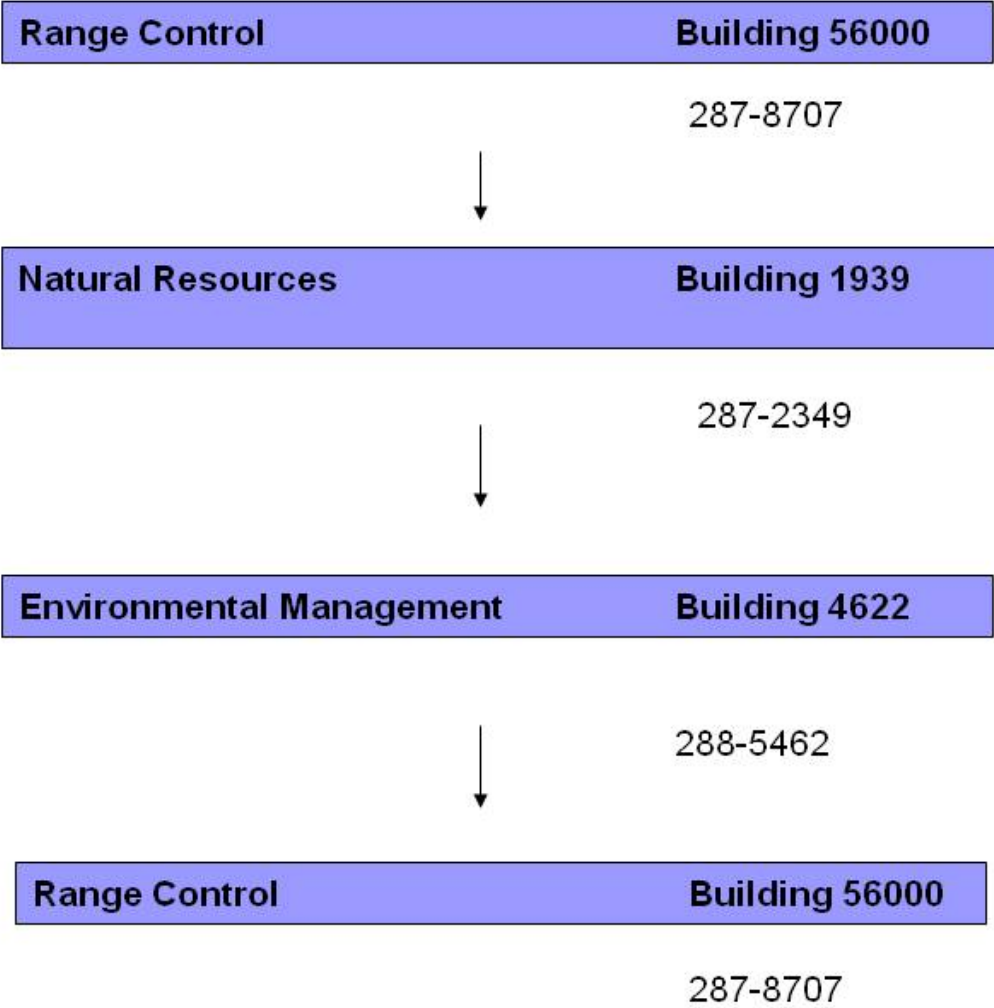 Range Control Building 56000
287-8707
Natural Resources Building 1939
287-2349
Environmental Management Building 4622
288-5462
Range Control Building 56000
287-8707